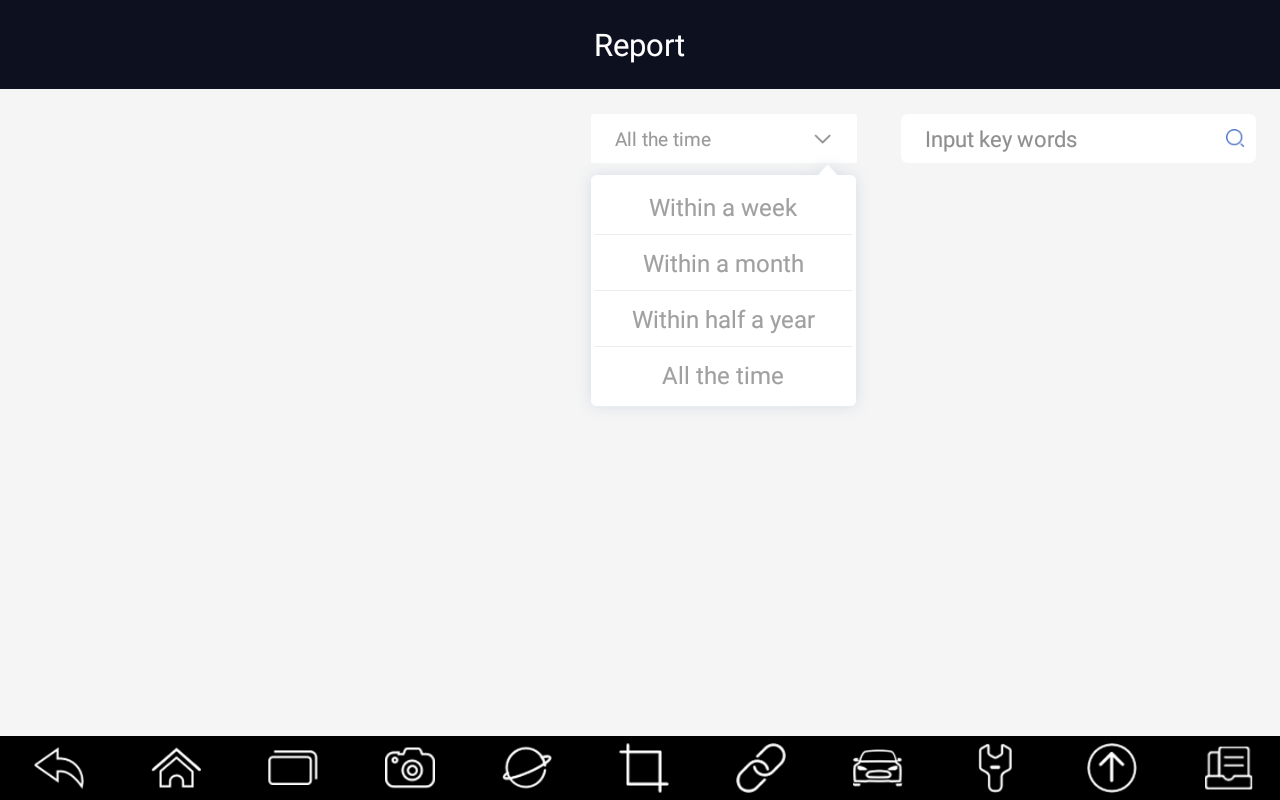 Report
All the time
Input key words
Within a week
Within a month
Within half a year
All the time